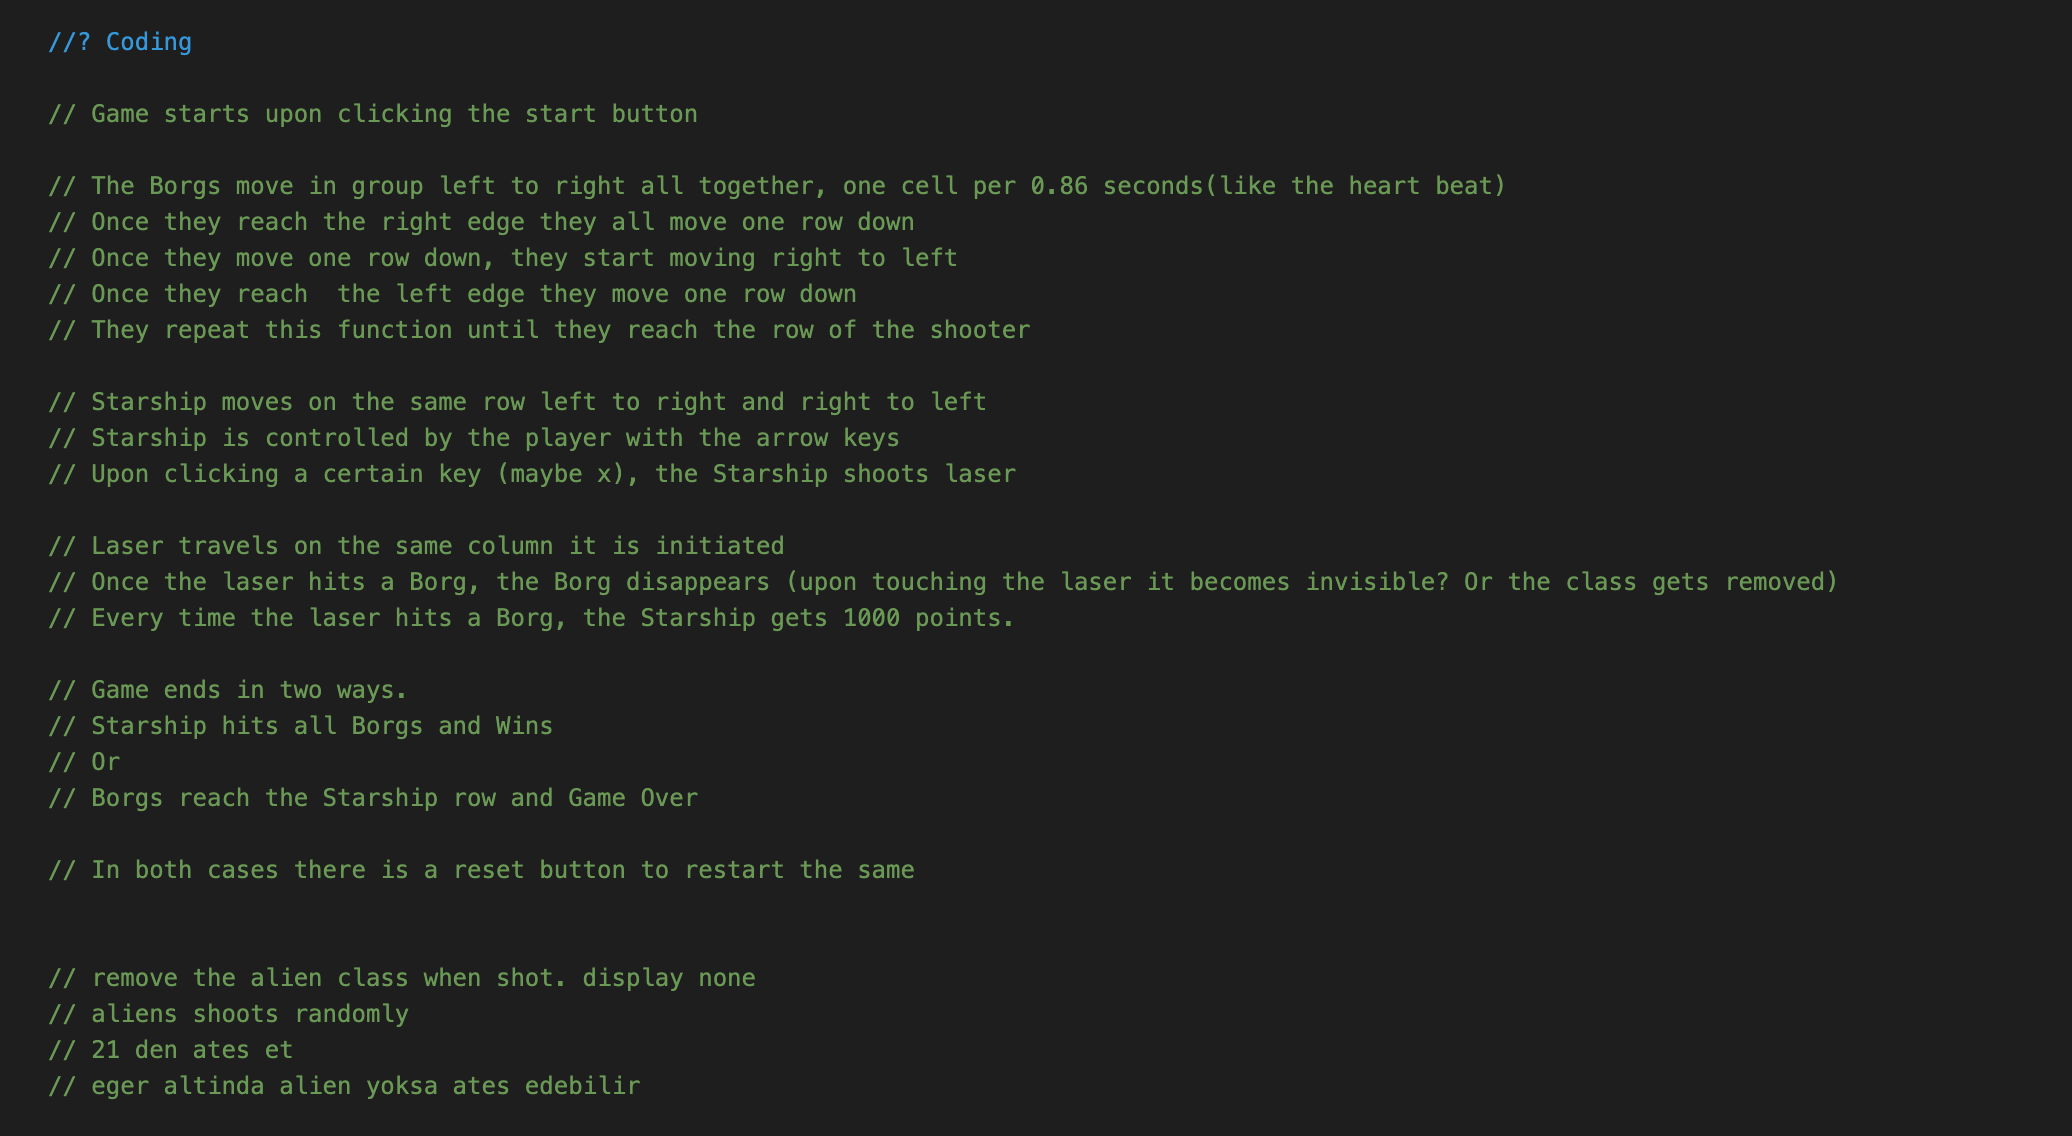 //? Coding
// Game starts upon clicking the start button
// The Borgs move in group left to right all together, one cell per 0.86 seconds(like the heart beat)
// Once they reach the right edge they all move one row down
// Once they move one row down, they start moving right to left
// Once they reach  the left edge they move one row down
// They repeat this function until they reach the row of the shooter
// Starship moves on the same row left to right and right to left
// Starship is controlled by the player with the arrow keys
// Upon clicking a certain key (maybe x), the Starship shoots laser
// Laser travels on the same column it is initiated
// Once the laser hits a Borg, the Borg disappears (upon touching the laser it becomes invisible? Or the class gets removed)
// Every time the laser hits a Borg, the Starship gets 1000 points.
// Game ends in two ways.
// Starship hits all Borgs and Wins
// Or
// Borgs reach the Starship row and Game Over
// In both cases there is a reset button to restart the same
// remove the alien class when shot. display none
// aliens shoots randomly
// 21 den ates et
// eger altinda alien yoksa ates edebilir